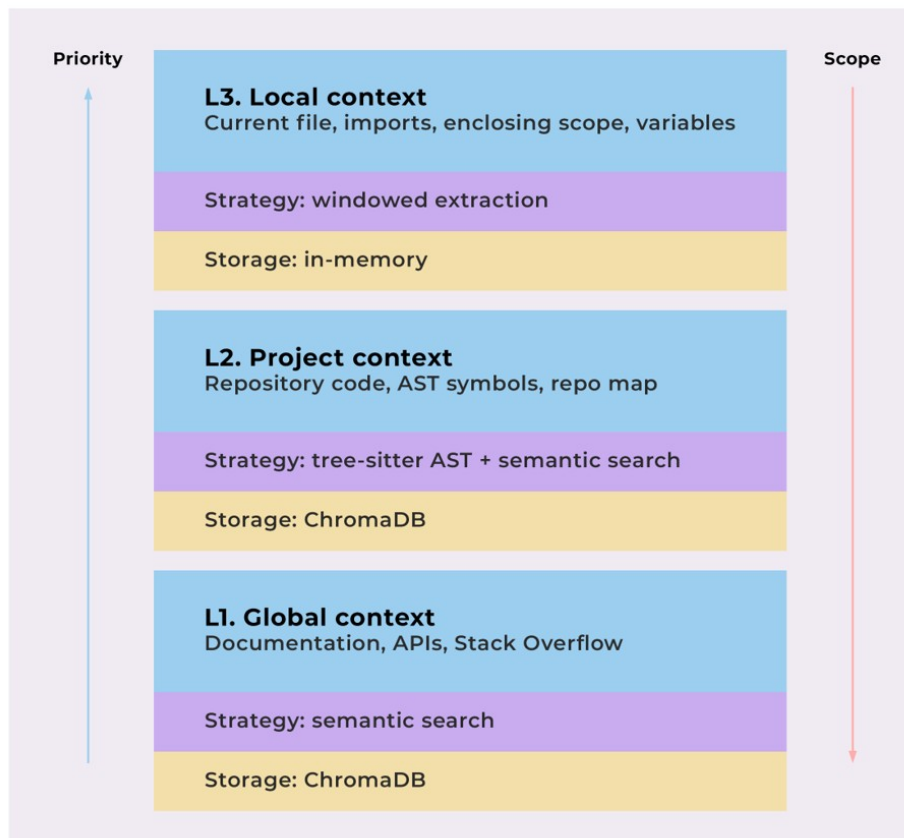 Priority
Scope
L3. Local context
Current file, imports, enclosing scope, variables
Strategy: windowed extraction
Storage: in-memory
L2. Project context
Repository code, AST symbols, repo map
Strategy: tree-sitter AST + semantic search
Storage: ChromaDB
L1. Global context
Documentation, APIs, Stack Overflow
Strategy: semantic search
Storage: ChromaDB